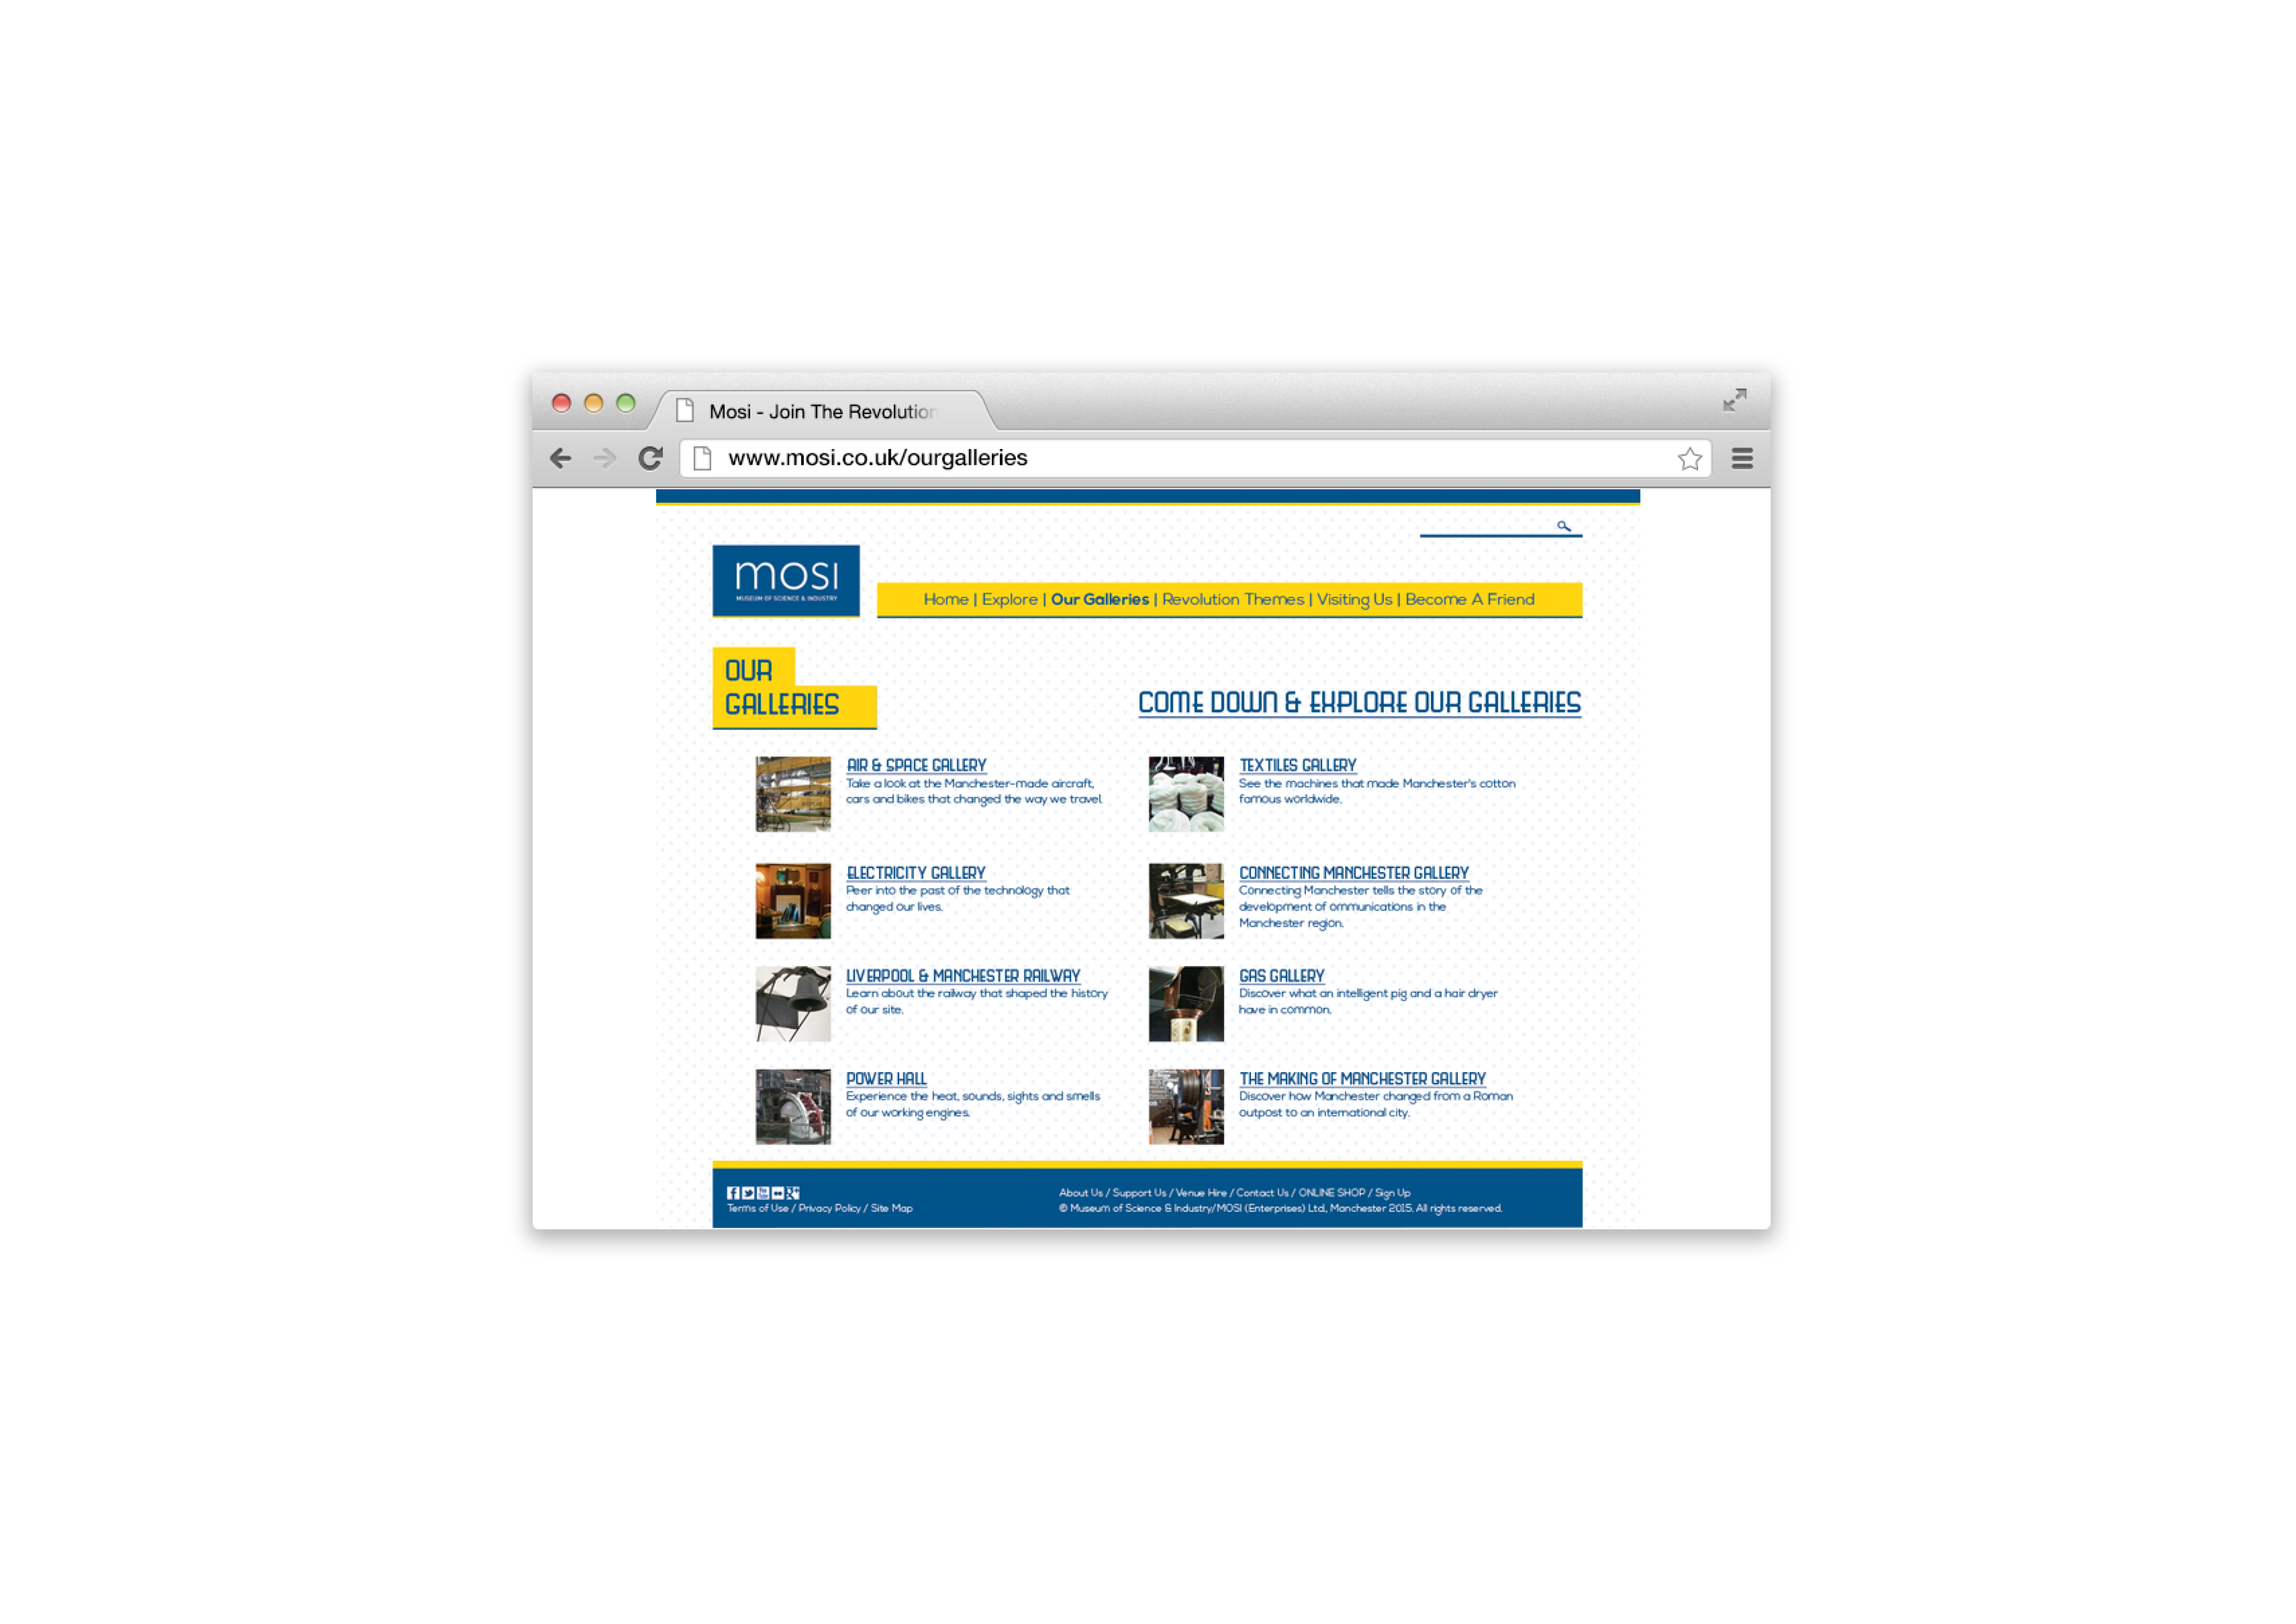 Mosi - Join The Revolution
www.mosi.co.uk/ourgalleries
mosi
MUSEUM OF SCIENCE & INDUSTRY
Home | Explore | Our Galleries | Revolution Themes | Visiting Us | Become A Friend
OUR
GALLERIES
COME DOWN & EXPLORE OUR GALLERIES
AIR & SPACE GALLERY
Take a look at the Manchester-made aircraft,
cars and bikes that changed the way we travel.
TEXTILES GALLERY
See the machines that made Manchester's cotton
famous worldwide.
ELECTRICITY GALLERY
Peer into the past of the technology that
changed our lives.
CONNECTING MANCHESTER GALLERY
Connecting Manchester tells the story of the
development of ommunications in the
Manchester region.
LIVERPOOL & MANCHESTER RAILWAY
Learn about the railway that shaped the history
of our site.
GAS GALLERY
Discover what an intelligent pig and a hair dryer
have in common.
POWER HALL
Experience the heat, sounds, sights and smells
of our working engines.
THE MAKING OF MANCHESTER GALLERY
Discover how Manchester changed from a Roman
outpost to an international city.
Terms of Use / Privacy Policy / Site Map
About Us / Support Us / Venue Hire / Contact Us / ONLINE SHOP / Sign Up
© Museum of Science & Industry/MOSI (Enterprises) Ltd, Manchester 2015. All rights reserved.